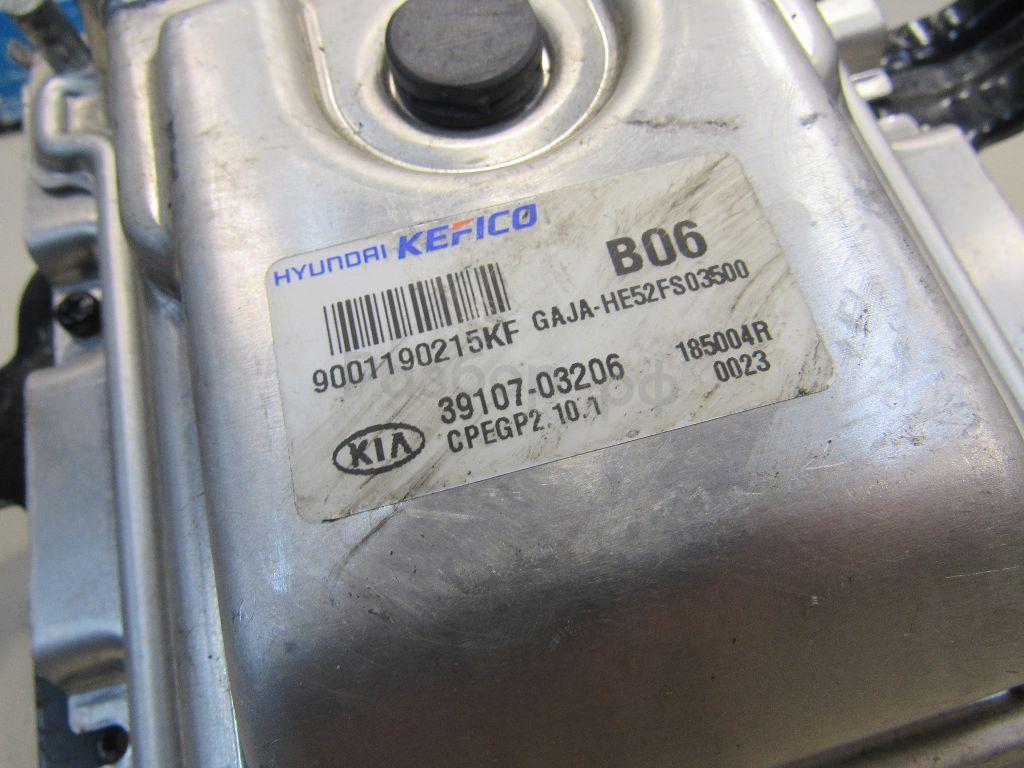 HYUNDAI KEFICO
B06
9001190215KF GAJA-HE52FS03500
39107-03206 185004R
KIA CPEGP2.10.1 0023